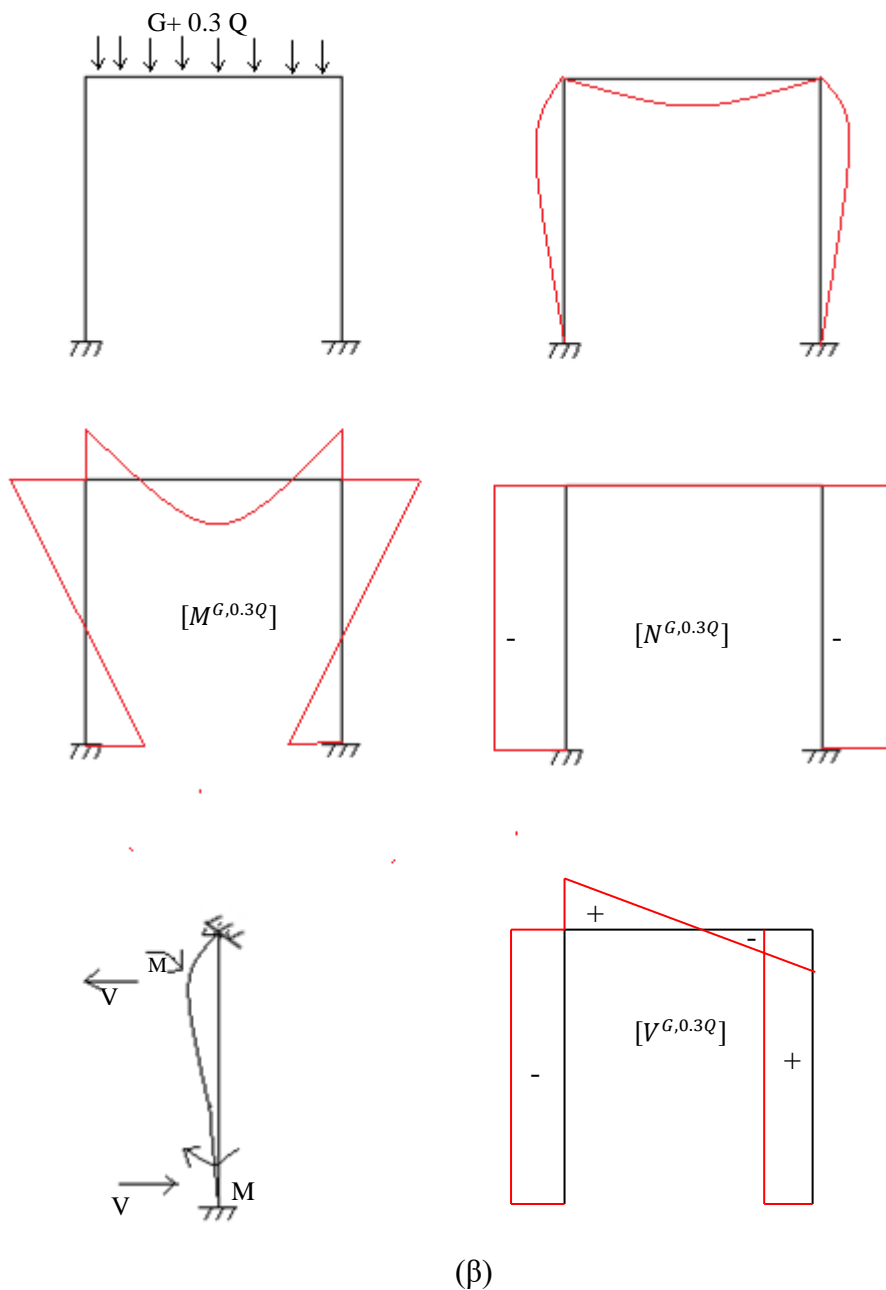 G+ 0.3 Q
[M^{G,0.3Q}]
[N^{G,0.3Q}]
-
-
M
V
V
M
+
-
[V^{G,0.3Q}]
-
+
(β)